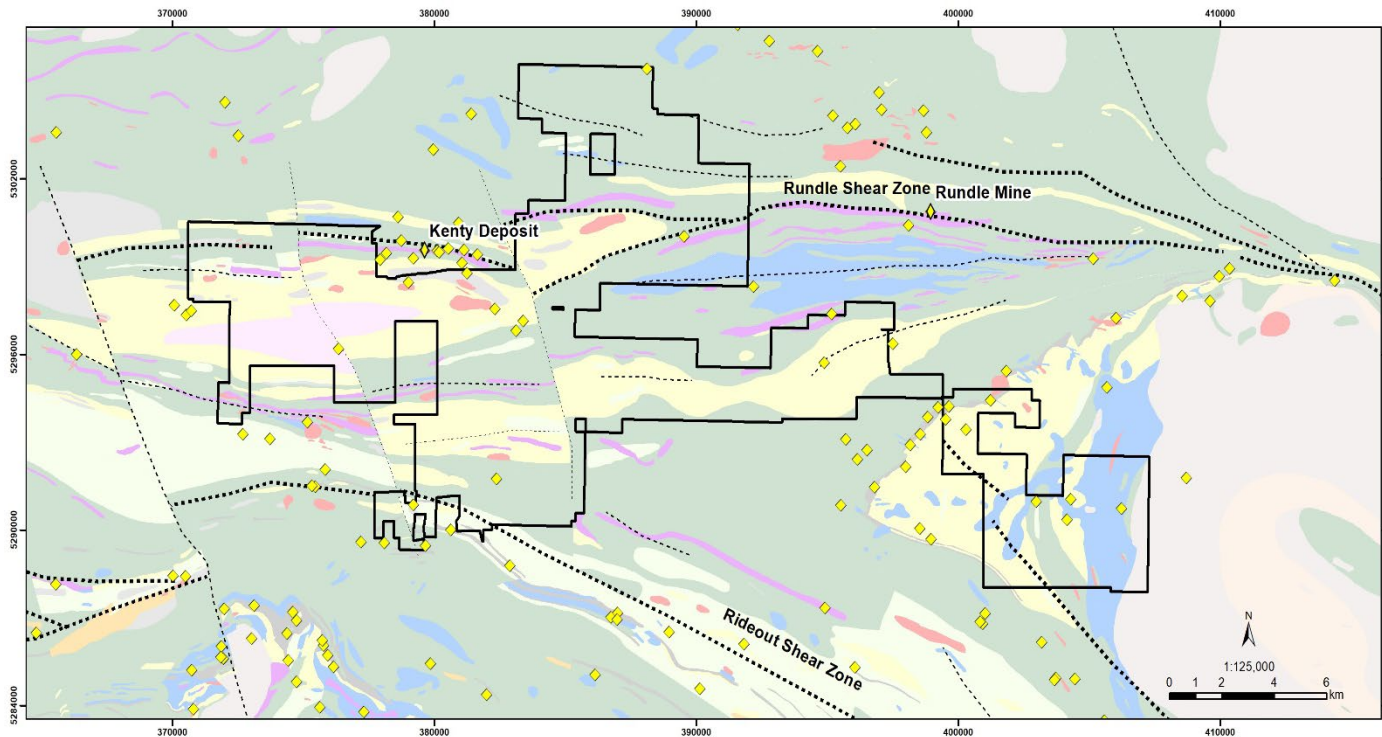 370000 380000 390000 400000 410000
5302000
Rundle Shear Zone Rundle Mine
Kenty Deposit
5296000
5290000
Rideout Shear Zone
N
1:125,000
0 1 2 4 6
km
5284000
370000 380000 390000 400000 410000